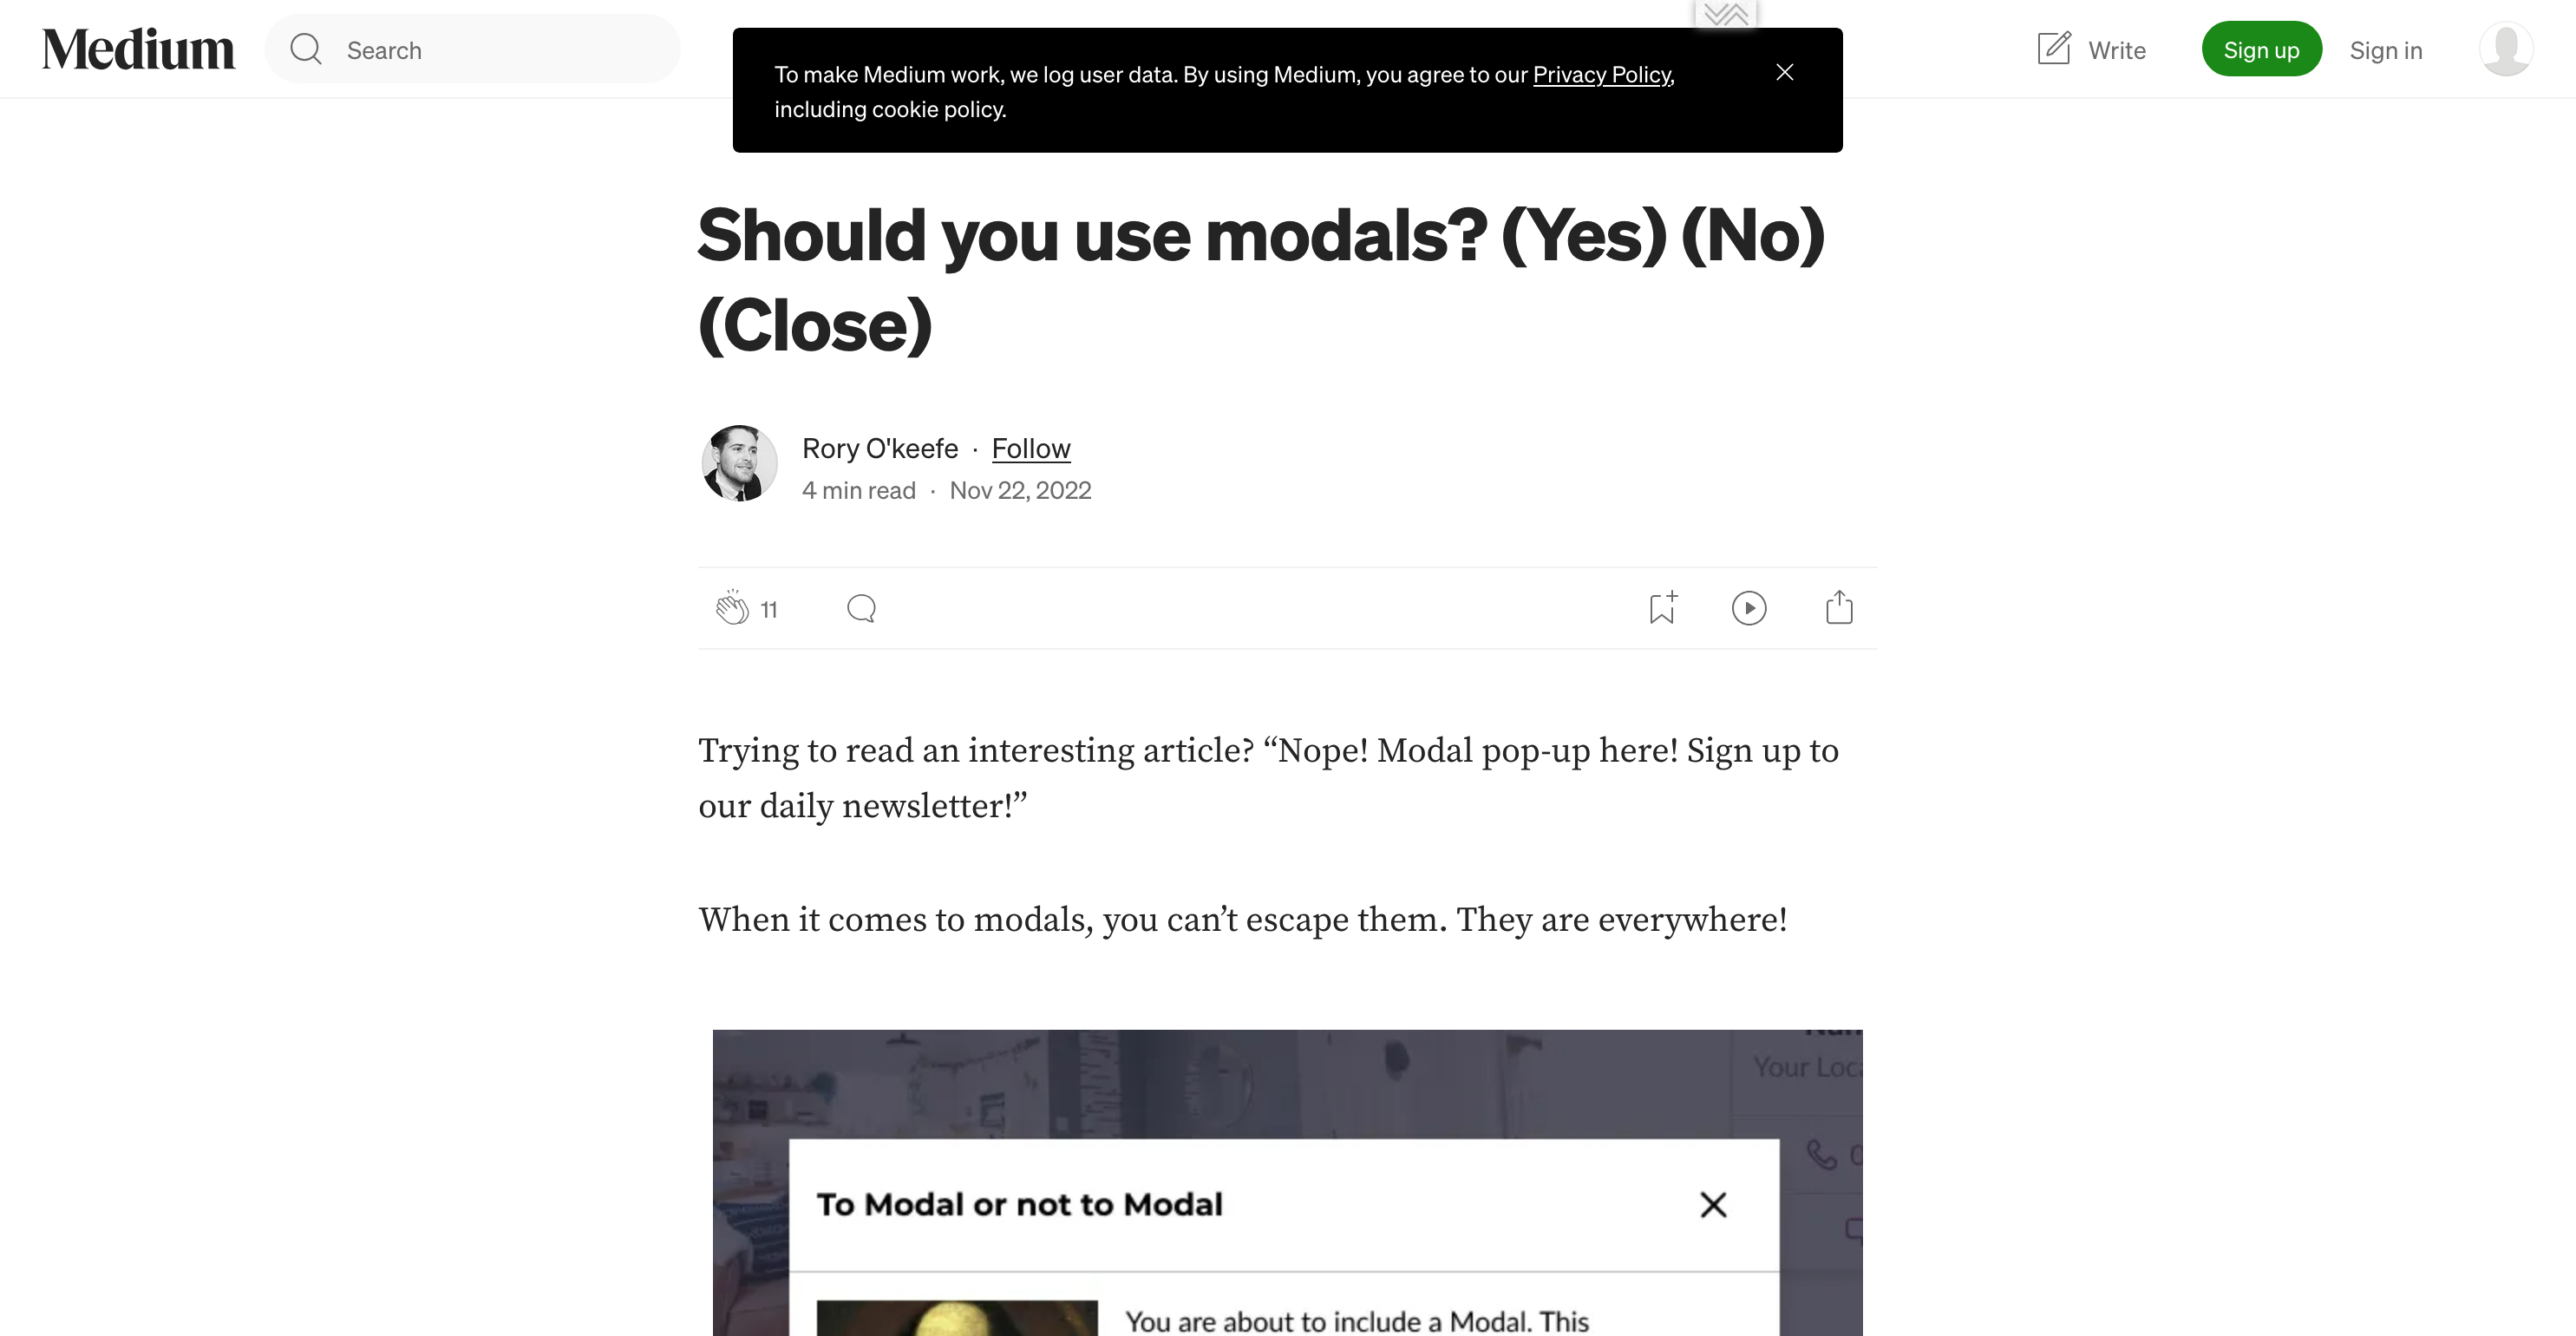 Medium
Search
To make Medium work, we log user data. By using Medium, you agree to our Privacy Policy,
including cookie policy.
Write
Sign up
Sign in
Should you use modals? (Yes) (No)
(Close)
Rory O'keefe · Follow
4 min read · Nov 22, 2022
11
Trying to read an interesting article? “Nope! Modal pop-up here! Sign up to
our daily newsletter!”
When it comes to modals, you can’t escape them. They are everywhere!
To Modal or not to Modal
You are about to include a Modal. This